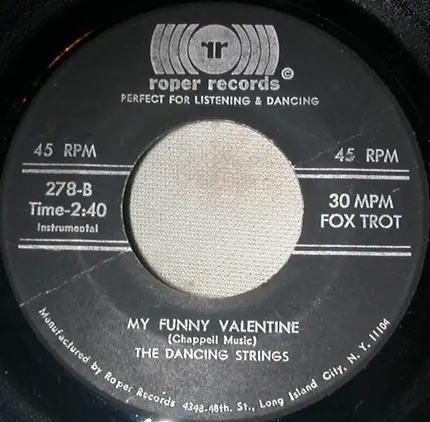 rr
roper records ©
PERFECT FOR LISTENING & DANCING
45 RPM
45 RPM
278-B
Time-2:40
Instrumental
30 MPM
FOX TROT
MY FUNNY VALENTINE
(Chappell Music)
THE DANCING STRINGS
Manufactured by Roper Records 4348-48th. St., Long Island City, N. Y. 11104